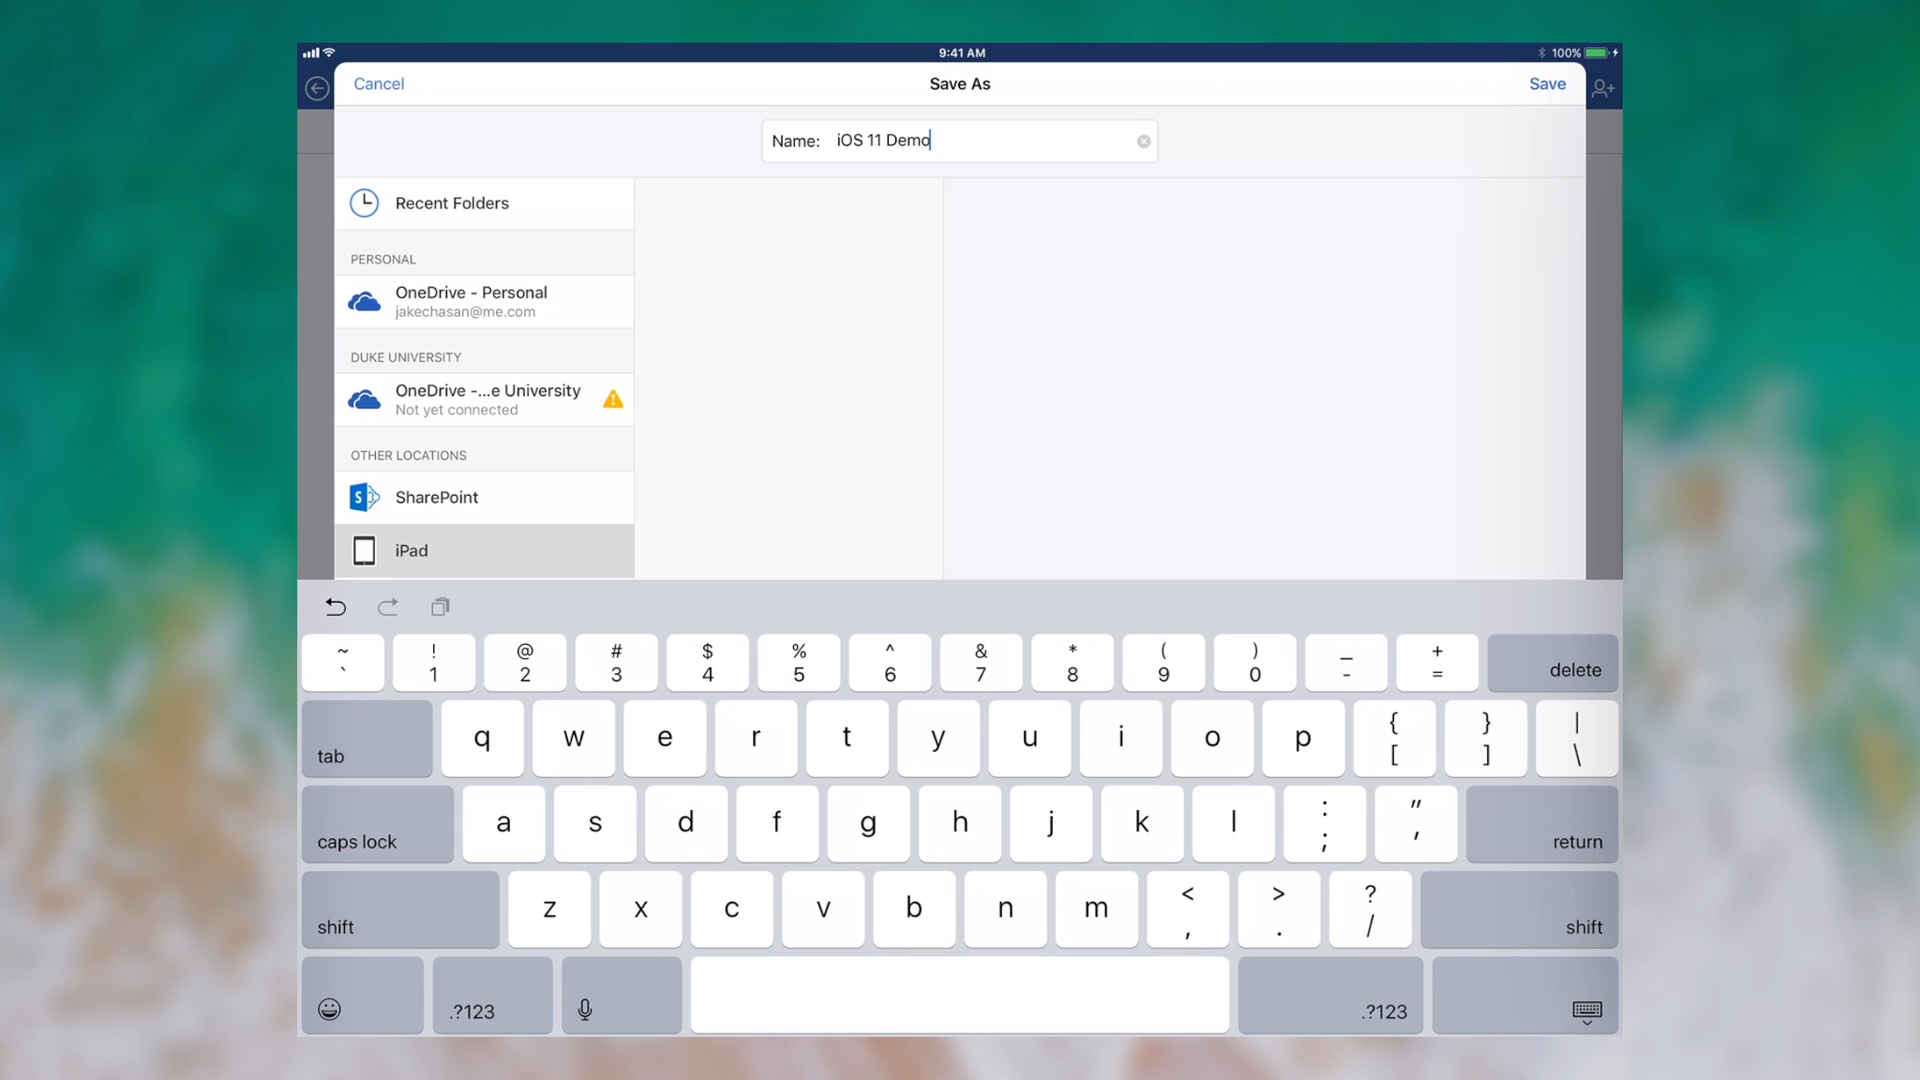 9:41 AM
100%
Cancel
Save As
Save
Name: iOS 11 Demo
Recent Folders
PERSONAL
OneDrive - Personal
jakechasan@me.com
DUKE UNIVERSITY
OneDrive -...e University
Not yet connected
OTHER LOCATIONS
S
SharePoint
iPad
~ ! @ # $ % ^ & * ( ) _ +
` 1 2 3 4 5 6 7 8 9 0 - = delete
tab q w e r t y u i o p { [ } ] | \
caps lock a s d f g h j k l : ; " ' return
shift z x c v b n m < , > . ? / shift
.?123 .?123